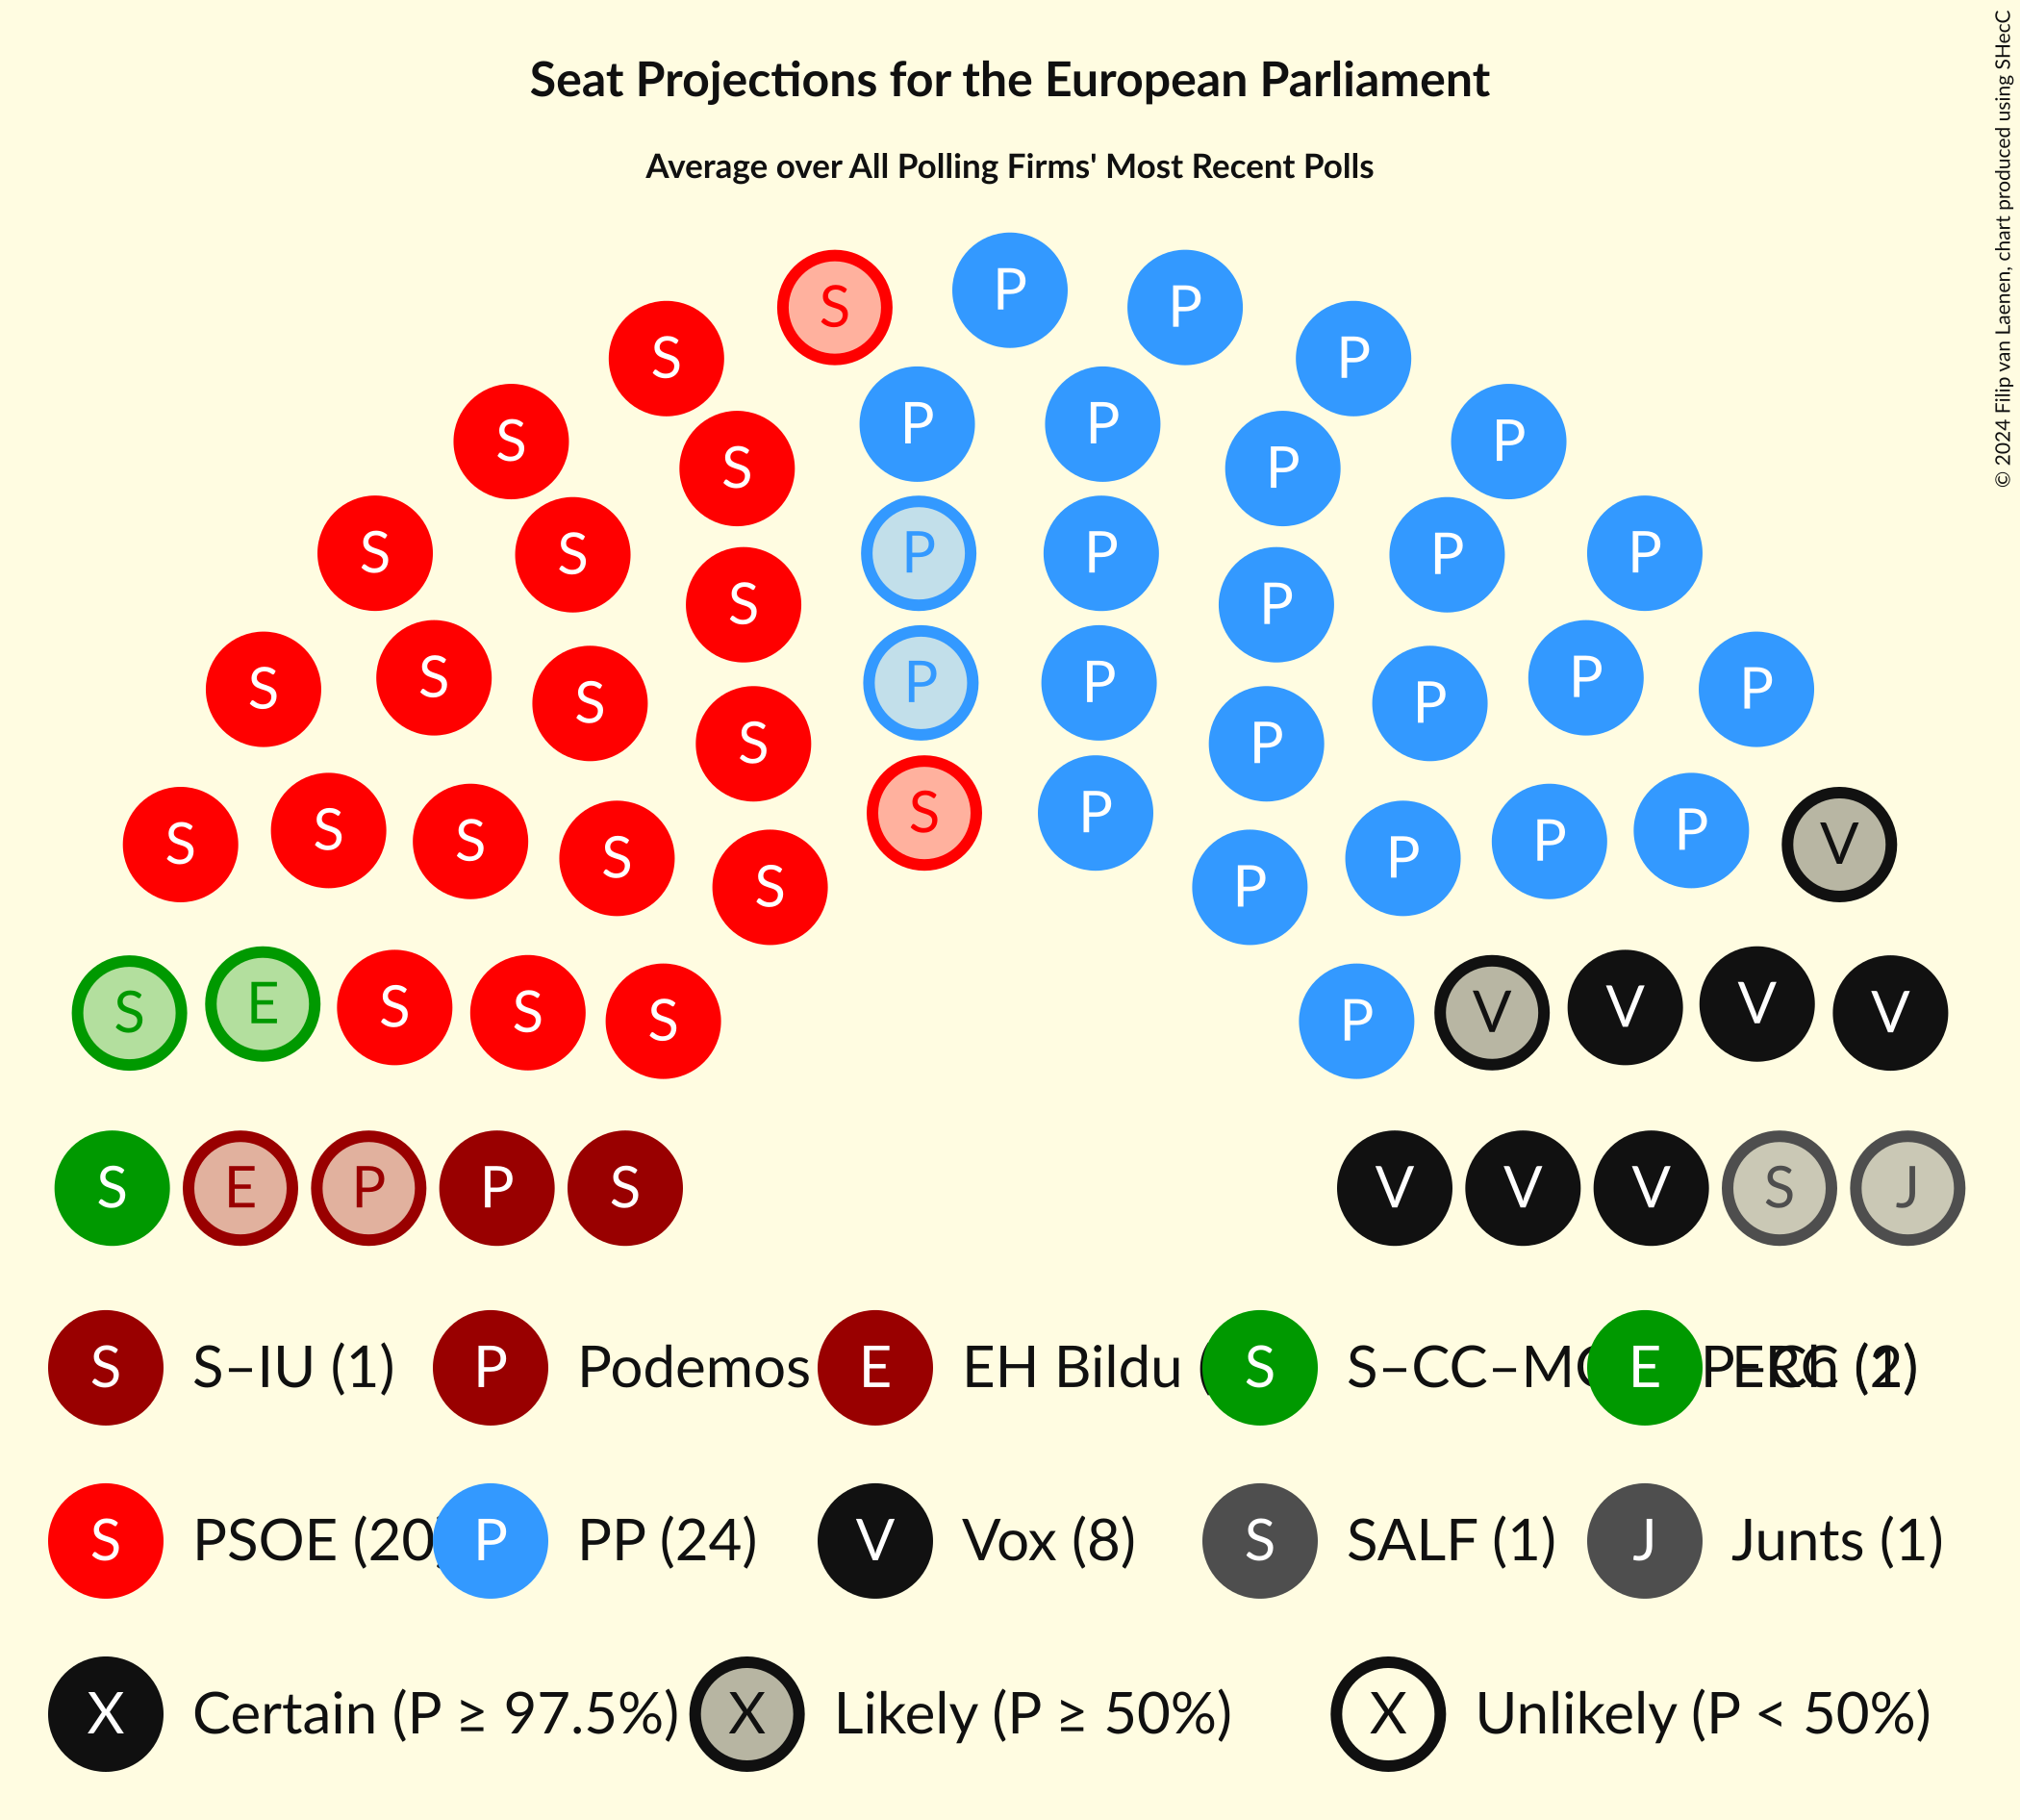 Seat Projections for the European Parliament
Average over All Polling Firms' Most Recent Polls
© 2024 Filip van Laenen, chart produced using SHecC
S P P
S P
S P
S P P P
S P P
S S P P P P
S P
S S P P
S S P P P P
S P
S P P
S S P P V
S S P P
S P
S E S S S P V V V V
S E P P S V V V S J
S S–IU (1) P Podemos E EH Bildu S S–CC–M E ERC
S PSOE (20 P PP (24) V Vox (8) S SALF (1) J Junts (1)
X Certain (P ≥ 97.5%) X Likely (P ≥ 50%) X Unlikely (P < 50%)